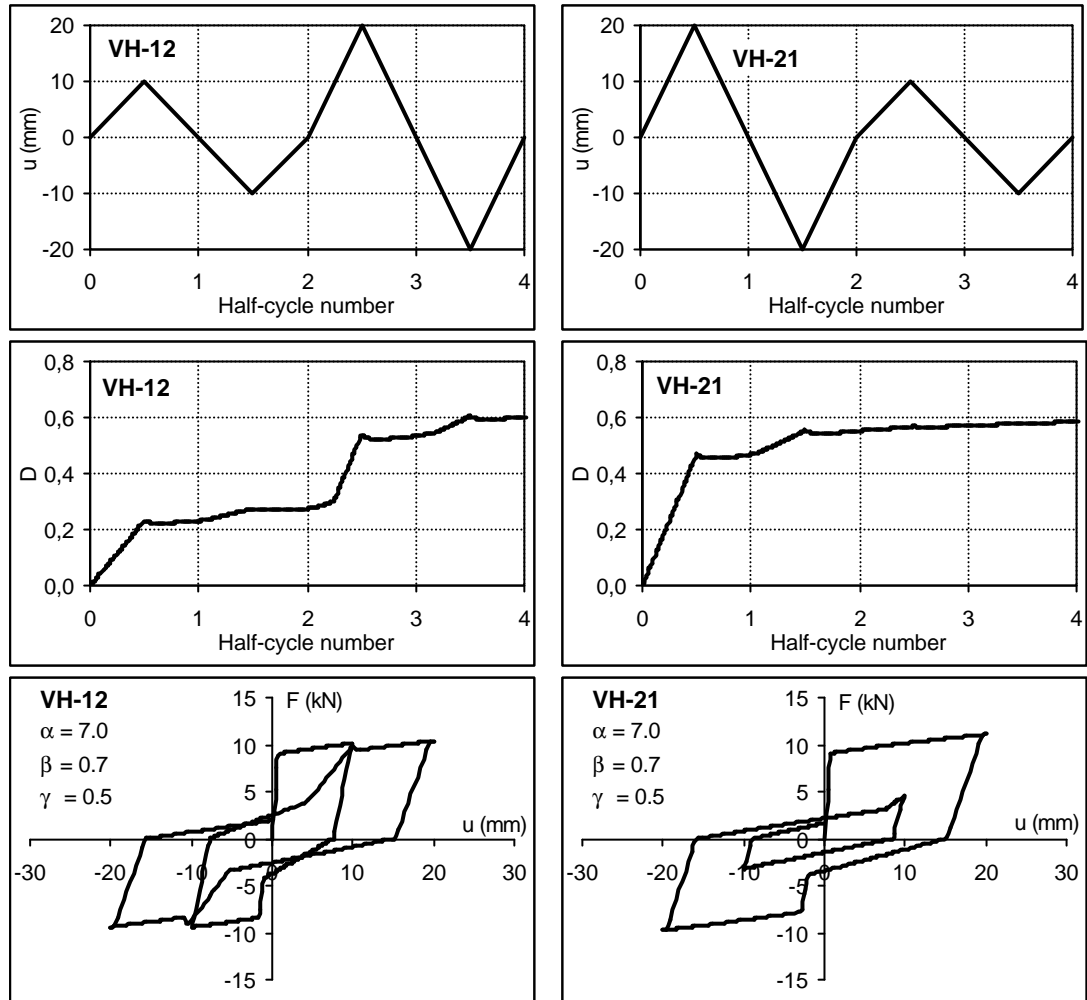 VH-12
u (mm)
20
10
0
-10
-20
0 1 2 3 4
Half-cycle number
VH-21
u (mm)
20
10
0
-10
-20
0 1 2 3 4
Half-cycle number
VH-12
D
0,8
0,6
0,4
0,2
0,0
0 1 2 3 4
Half-cycle number
VH-21
D
0,8
0,6
0,4
0,2
0,0
0 1 2 3 4
Half-cycle number
VH-12
α = 7.0
β = 0.7
γ = 0.5
F (kN)
15
10
5
0
-5
-10
-15
u (mm)
-30 -20 -10 0 10 20 30
VH-21
α = 7.0
β = 0.7
γ = 0.5
F (kN)
15
10
5
0
-5
-10
-15
u (mm)
-30 -20 -10 0 10 20 30